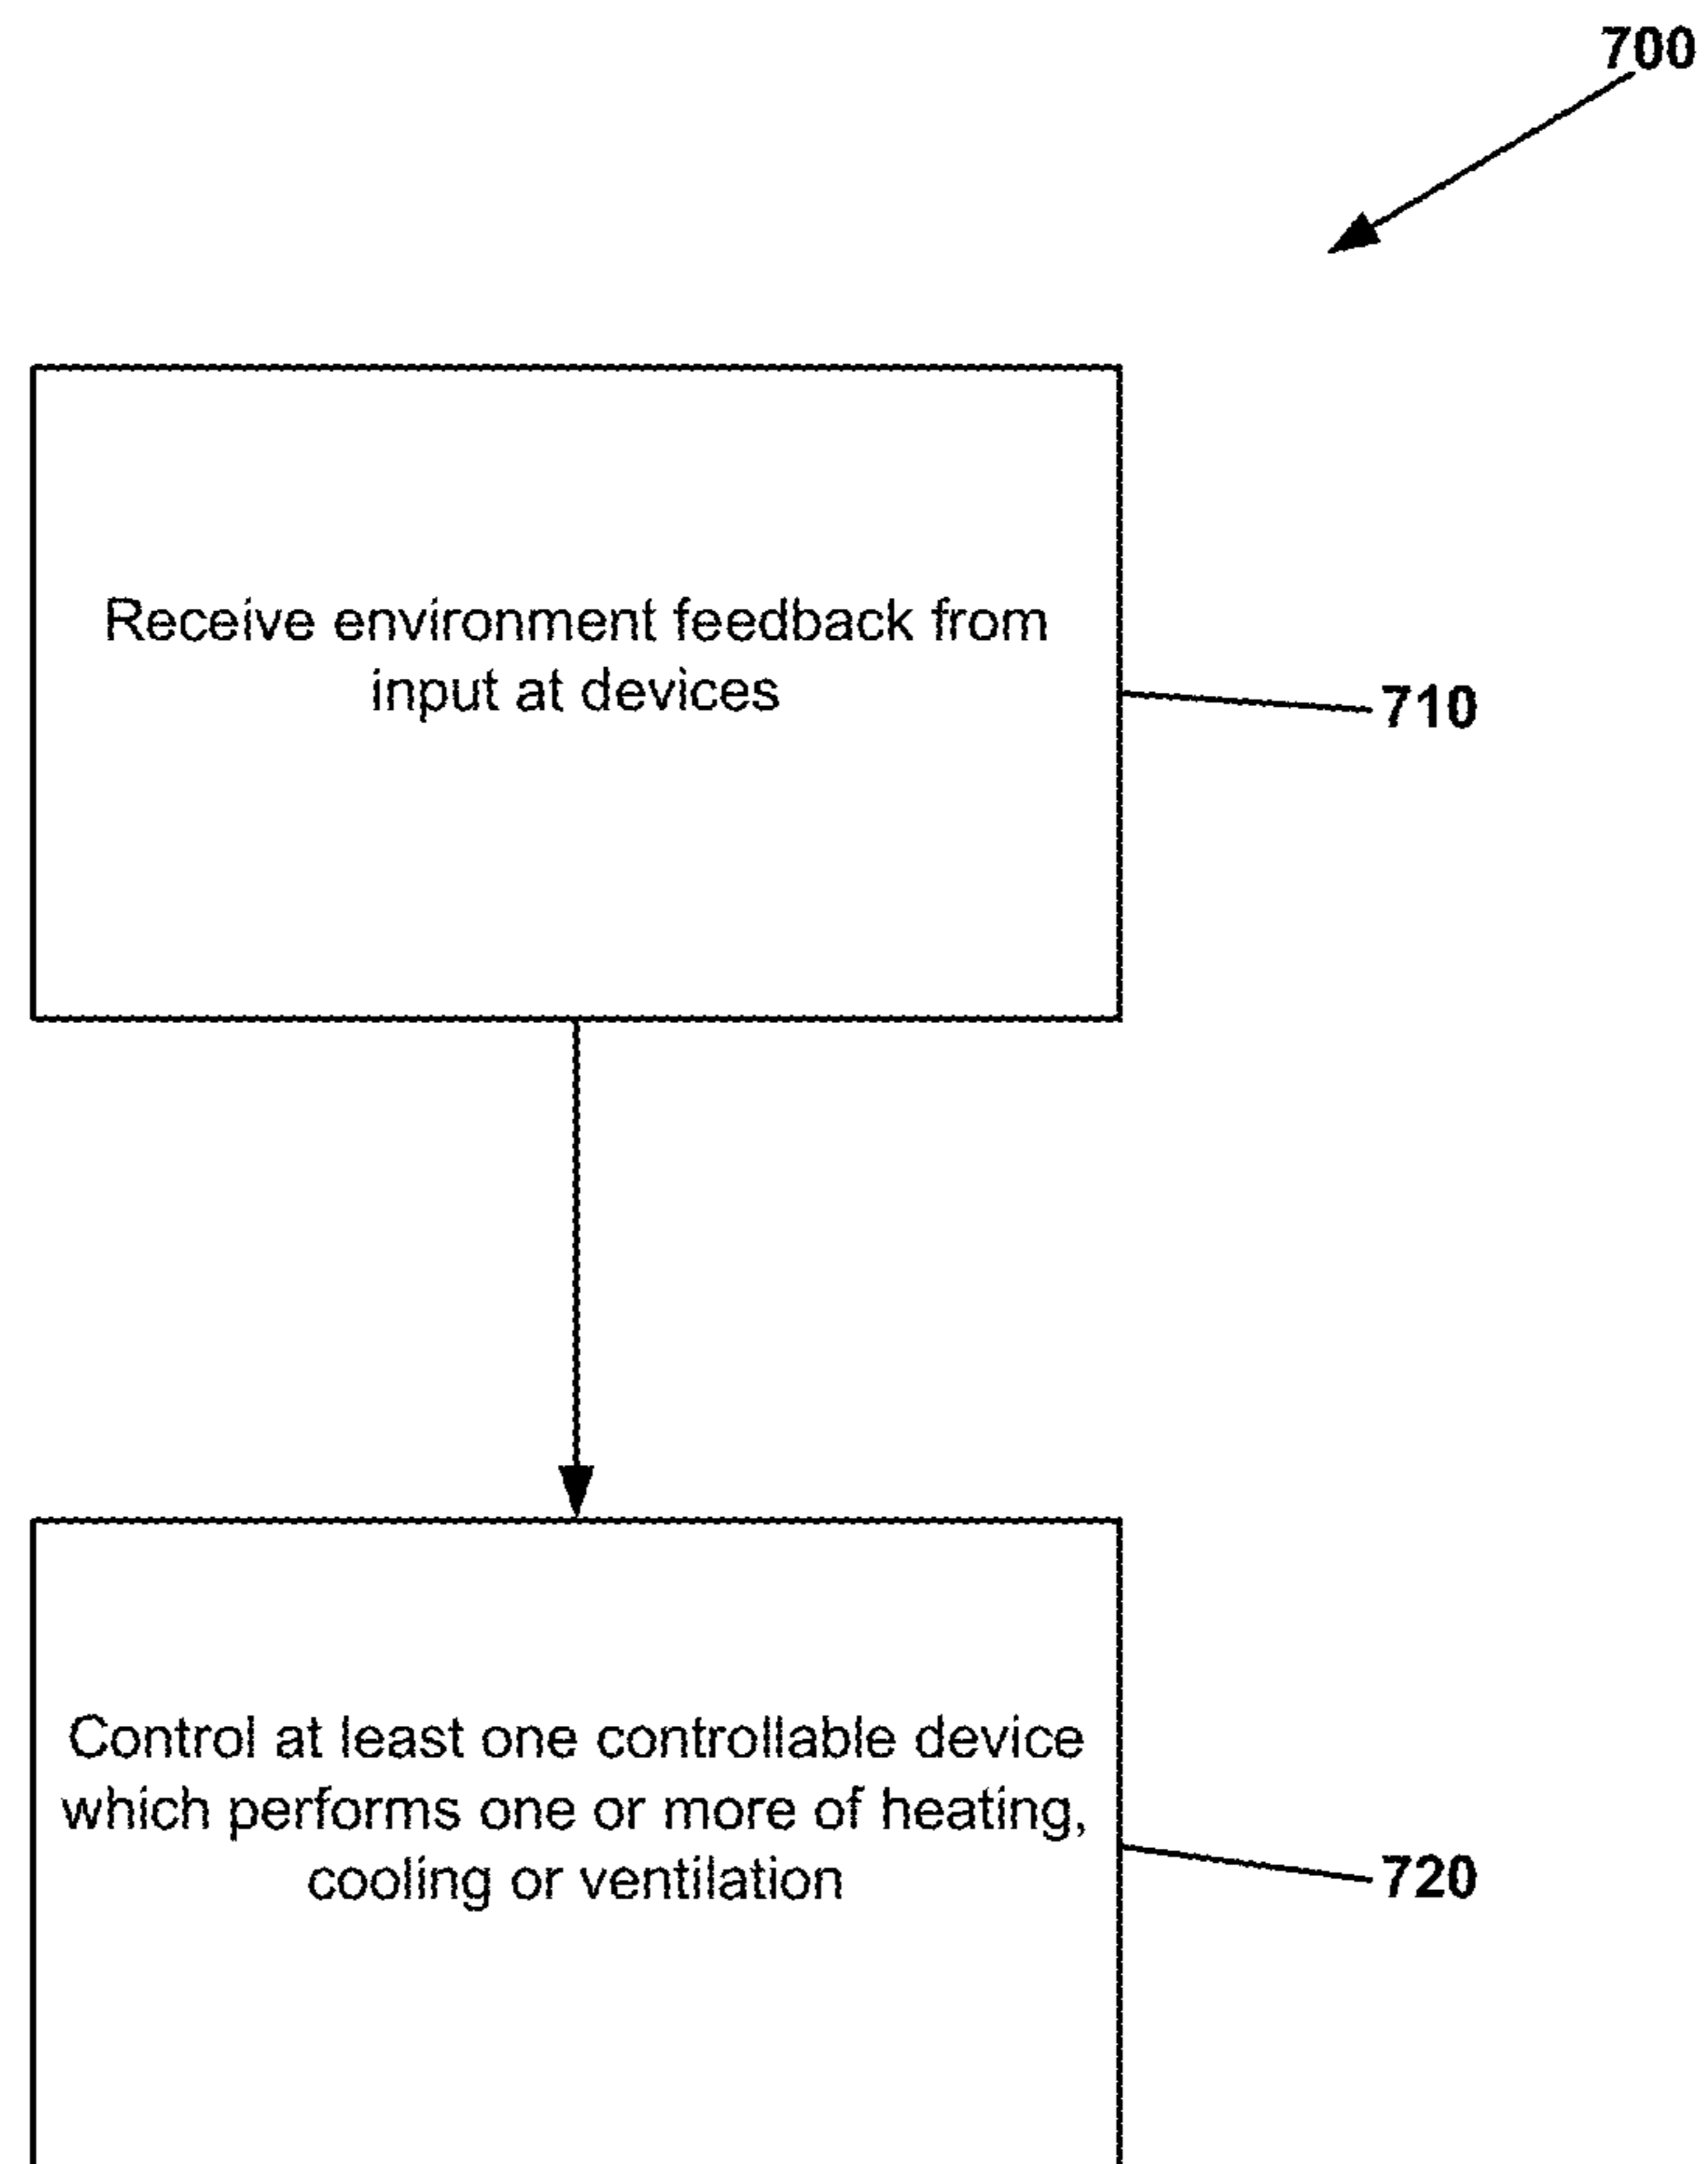 700
Receive environment feedback from
input at devices
710
Control at least one controllable device
which performs one or more of heating,
cooling or ventilation
720